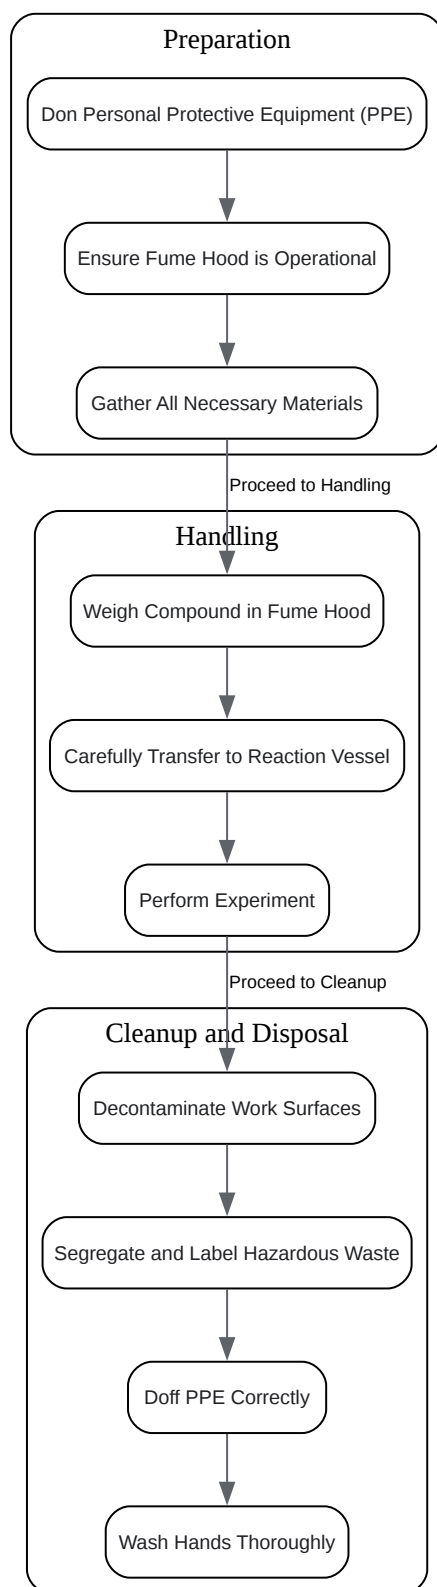 Preparation
Don Personal Protective Equipment (PPE)
Ensure Fume Hood is Operational
Gather All Necessary Materials
Proceed to Handling
Handling
Weigh Compound in Fume Hood
Carefully Transfer to Reaction Vessel
Perform Experiment
Proceed to Cleanup
Cleanup and Disposal
Decontaminate Work Surfaces
Segregate and Label Hazardous Waste
Doff PPE Correctly
Wash Hands Thoroughly